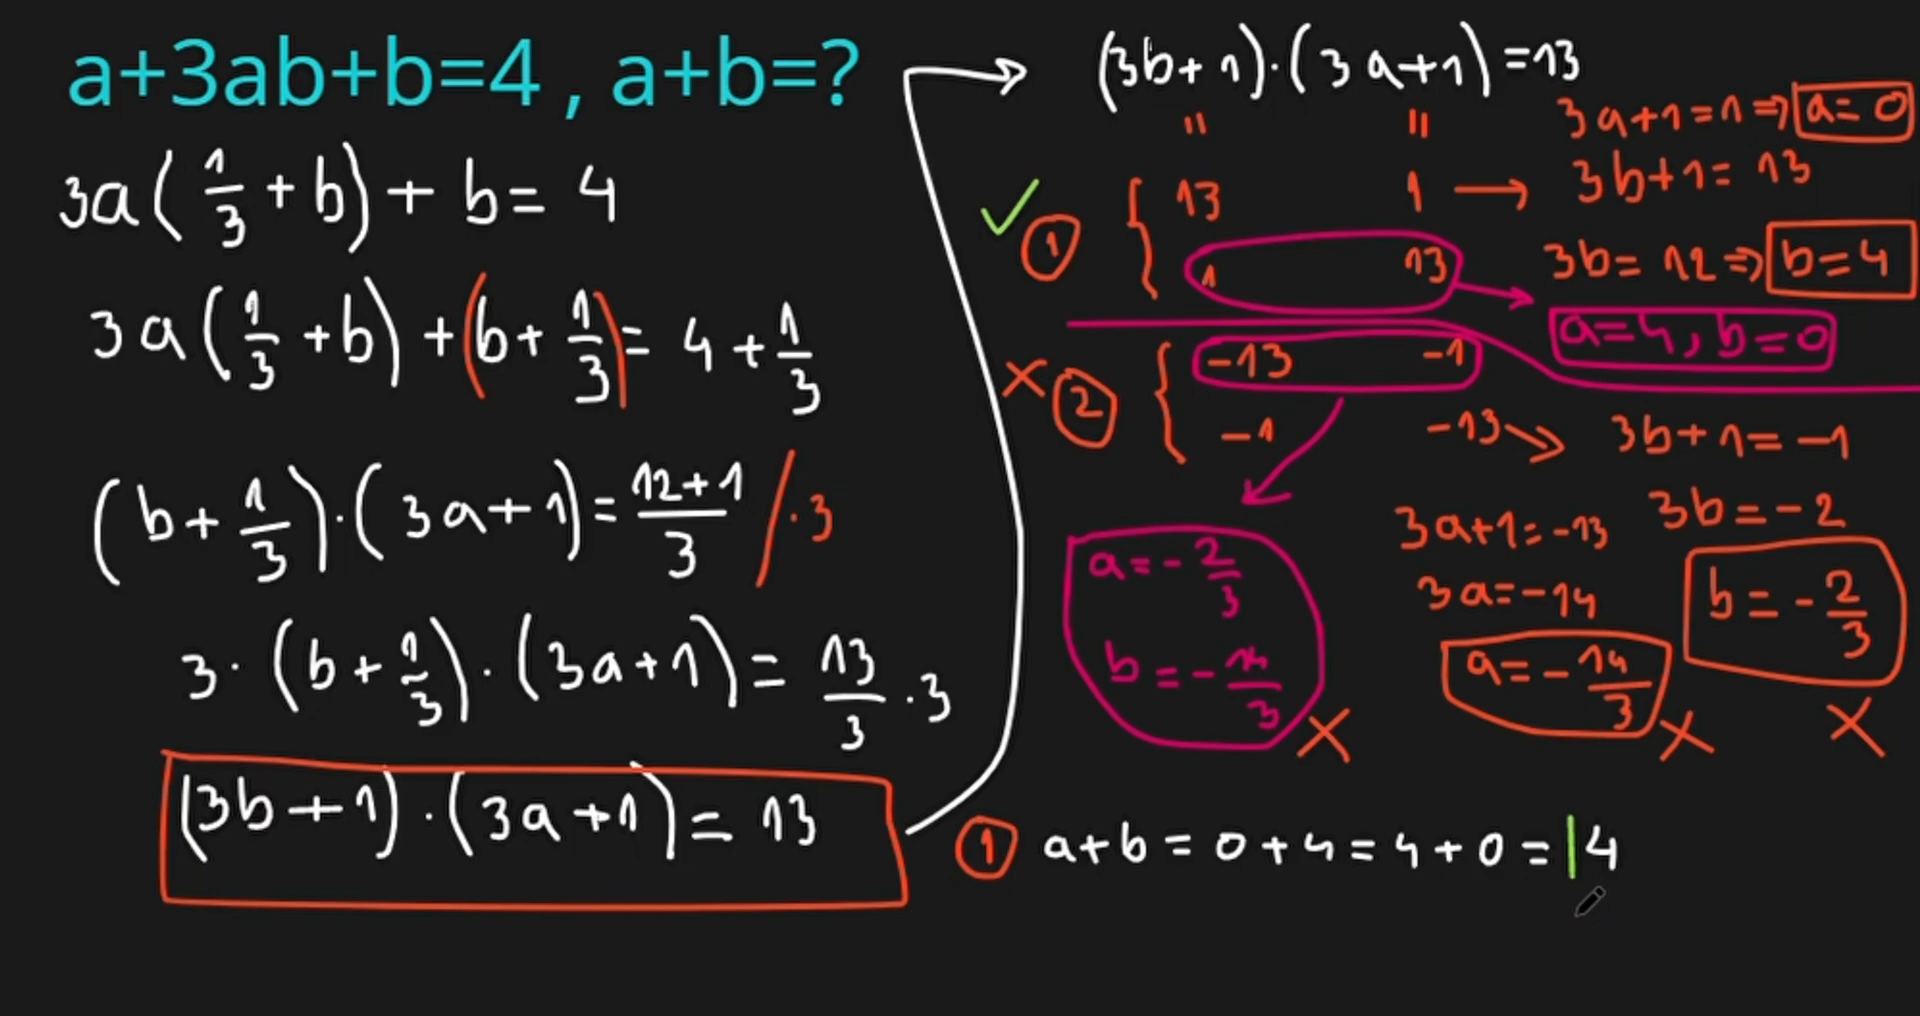 a+3ab+b=4 , a+b=?
3a(1/3+b)+b=4
3a(1/3+b)+(b+1/3)=4+1/3
(b+1/3)·(3a+1)=12+1/3 /·3
3·(b+1/3)·(3a+1)=13/3·3
(3b+1)·(3a+1)=13
(3b+1)·(3a+1)=13
= =
3a+1=1⇒a=0
✓ 1 { 13 1 → 3b+1=13
1 13
3b=12⇒b=4
a=4, b=0
× 2 { -13 -1
-1 -13 → 3b+1=-1
3a+1=-13 3b=-2
3a=-14 b=-2/3 ×
a=-14/3 ×
a=-2/3
b=-14/3 ×
1 a+b=0+4=4+0=|4